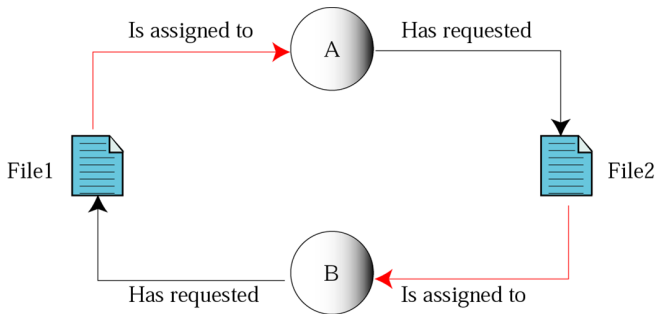 Is assigned to
A
Has requested
File1
File2
B
Has requested
Is assigned to